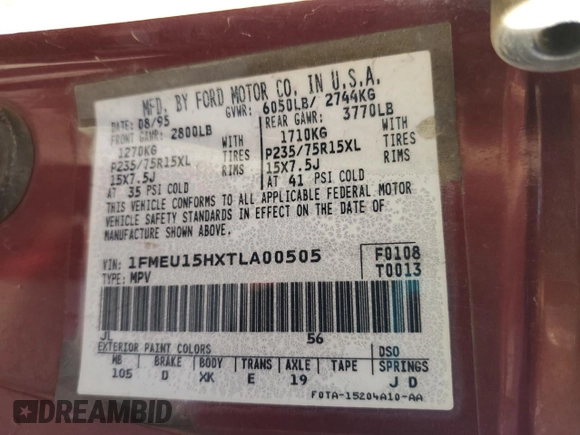 MFD. BY FORD MOTOR CO. IN U.S.A.
DATE: 08/95 GVWR: 6050LB/ 2744KG
FRONT GAWR: 2800LB REAR GAWR: 3770LB
1270KG WITH 1710KG WITH
P235/75R15XL TIRES P235/75R15XL TIRES
15X7.5J RIMS 15X7.5J RIMS
AT 35 PSI COLD AT 41 PSI COLD
THIS VEHICLE CONFORMS TO ALL APPLICABLE FEDERAL MOTOR
VEHICLE SAFETY STANDARDS IN EFFECT ON THE DATE OF
MANUFACTURE SHOWN ABOVE.
VIN: 1FMEU15HXTLA00505 F0108
TYPE: MPV T0013
JL 56
EXTERIOR PAINT COLORS DSO
WB BRAKE BODY TRANS AXLE TAPE SPRINGS
105 D XK E 19 J D
F0TA-15204A10-AA
DREAMBID